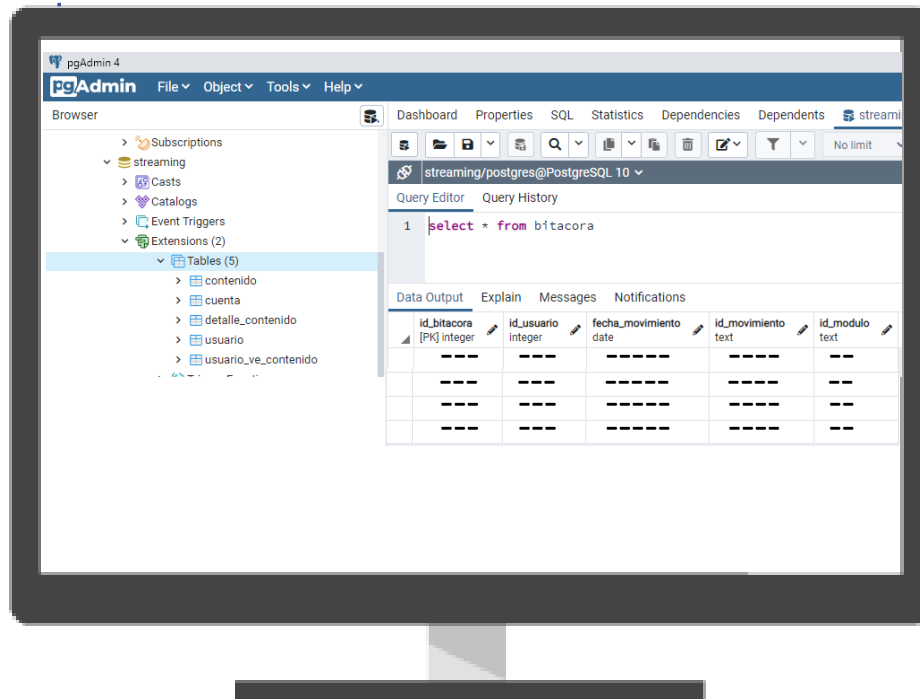 pgAdmin 4
pgAdmin File Object Tools Help
Browser
Dashboard Properties SQL Statistics Dependencies Dependents streami
No limit
Subscriptions
streaming
Casts
Catalogs
Event Triggers
Extensions (2)
Tables (5)
contenido
cuenta
detalle_contenido
usuario
usuario_ve_contenido
streaming/postgres@PostgreSQL 10
Query Editor Query History
1 select * from bitacora
Data Output Explain Messages Notifications
id_bitacora id_usuario fecha_movimiento id_movimiento id_modulo
[PK] integer integer date text text
--- --- ----- ---- --
--- --- ----- ---- --
--- --- ----- ---- --
--- --- ----- ---- --